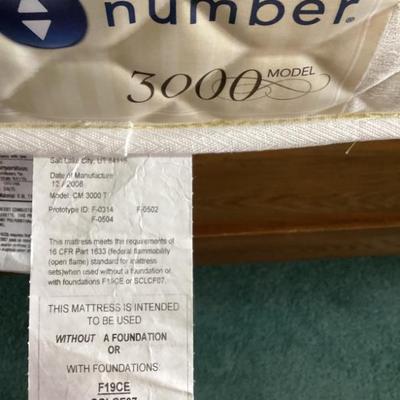 number®
3000 MODEL
Salt Lake City, UT 84116
Date of Manufacture
12 / 2008
Model: CM 3000 T
Prototype ID: F-0314 F-0502
F-0504
This mattress meets the requirements of
16 CFR Part 1633 (federal flammability
(open flame) standard for mattress
sets)when used without a foundation or
with foundations F19CE or SCLCF07.
THIS MATTRESS IS INTENDED
TO BE USED
WITHOUT A FOUNDATION
OR
WITH FOUNDATIONS:
F19CE
SCLCF07